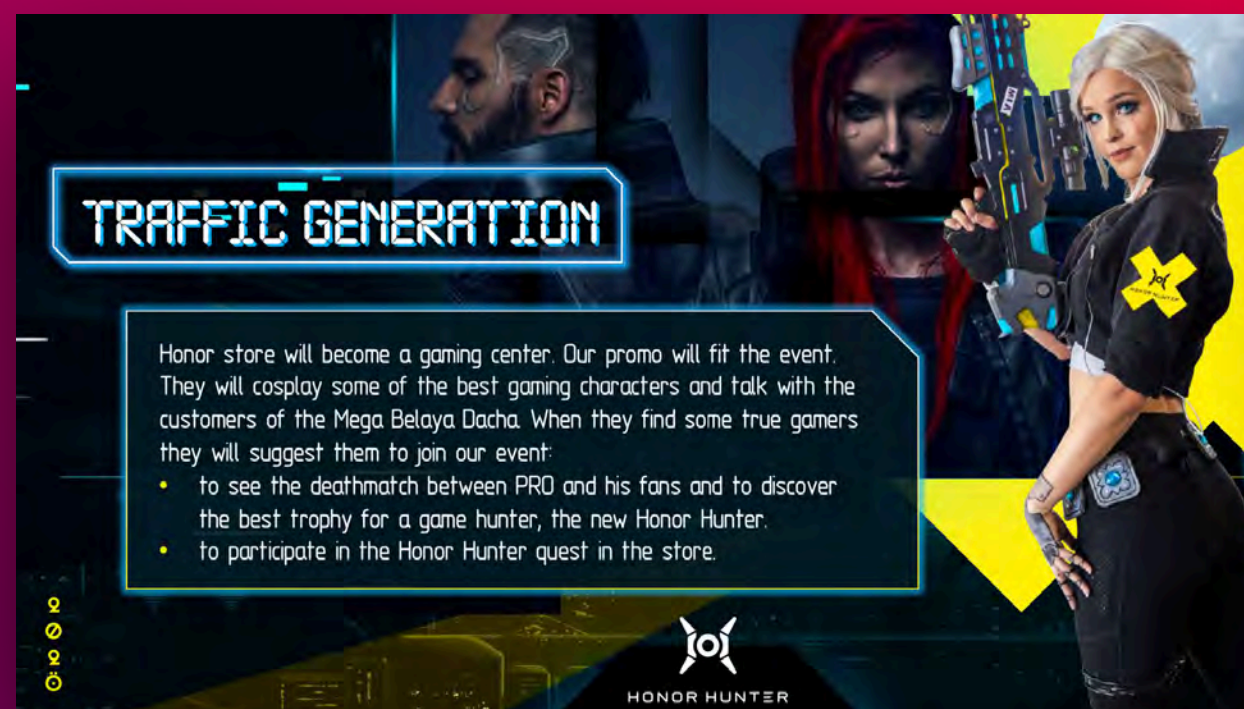 TRAFFIC GENERATION
Honor store will become a gaming center. Our promo will fit the event.
They will cosplay some of the best gaming characters and talk with the
customers of the Mega Belaya Dacha. When they find some true gamers
they will suggest them to join our event:
• to see the deathmatch between PRO and his fans and to discover
the best trophy for a game hunter, the new Honor Hunter.
• to participate in the Honor Hunter quest in the store.
HONOR HUNTER
2020
HONOR HUNTER